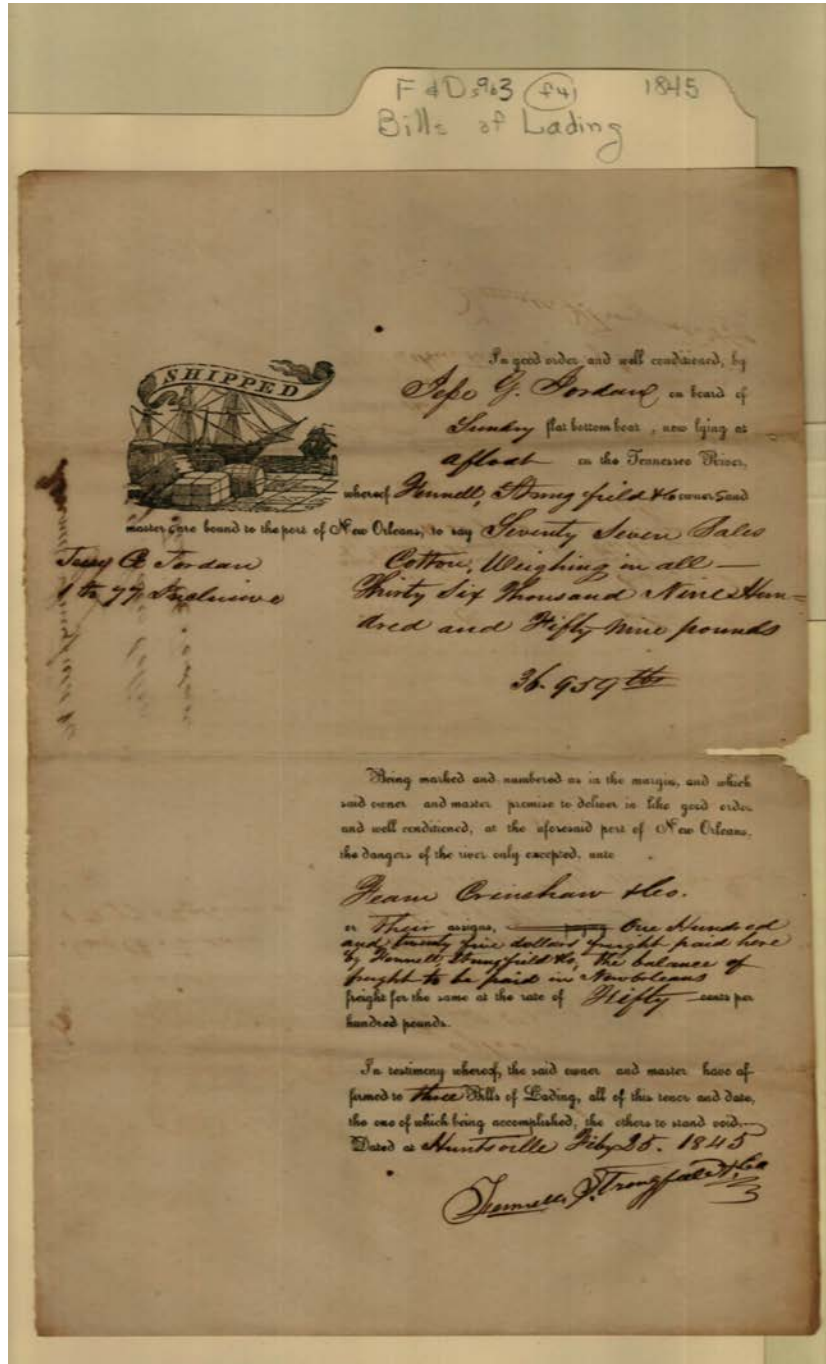 F & D 963 (f4) 1845
Bills of Lading
SHIPPED
In good order and well conditioned, by
Jesse G. Jordan, on board of
Sundry flat bottom boat, now lying at
afloat on the Tennessee River,
whereof Fennell, Stringfield & Co owners and
master are bound to the port of New Orleans, to say Seventy Seven Bales
Jordan
Cotton, Weighing in all —
1 to 77 Inclusive
Thirty Six Thousand Nine Hun=
dred and Fifty Nine pounds
36.959 lbs
Being marked and numbered as in the margin, and which
said owner and master promise to deliver in like good order
and well conditioned, at the aforesaid port of New Orleans,
the dangers of the river only excepted, unto
Fearn Crinshaw & Co.
or Their assigns, paying One Hundred
and twenty five dollars freight paid here
by Fennell, Stringfield & Co, the balance of
freight to be paid in New Orleans
freight for the same at the rate of Fifty cents per
hundred pounds.
In testimony whereof, the said owner and master have af-
firmed to three Bills of Lading, all of this tenor and date,
the one of which being accomplished, the others to stand void.
Dated at Huntsville Feby 25. 1845
Fennell, Stringfield & Co